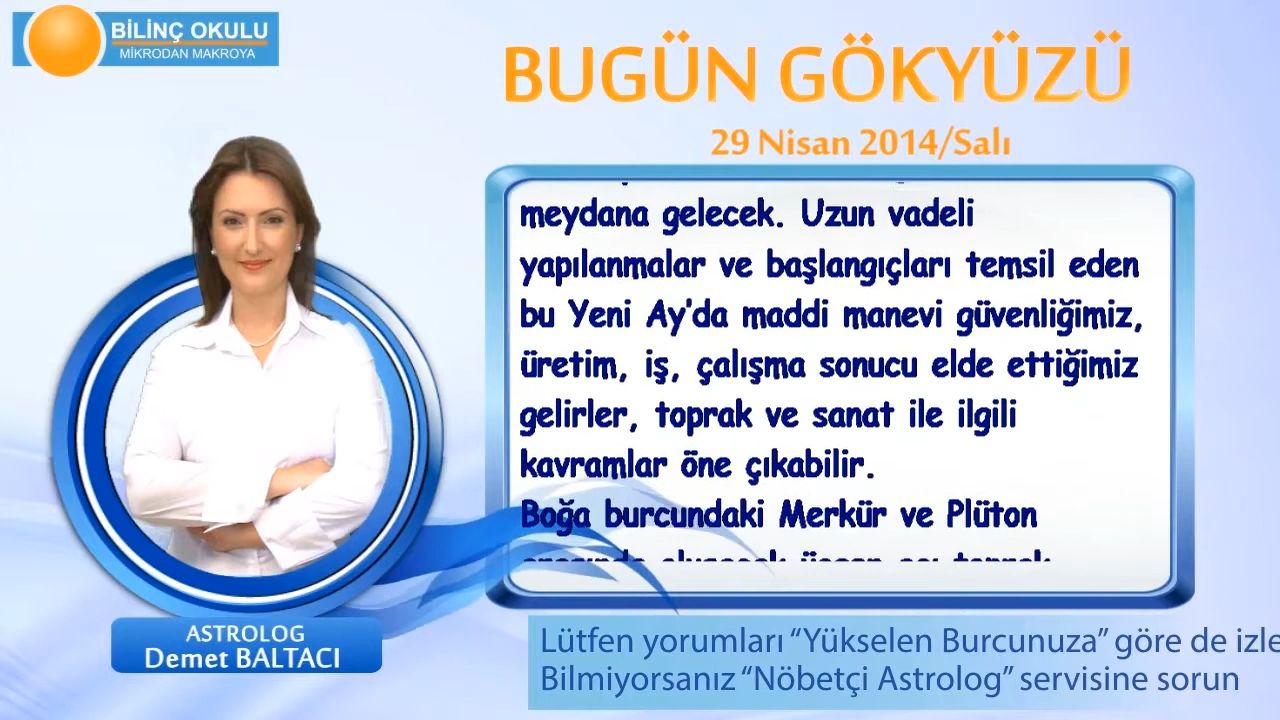 BİLİNÇ OKULU
MİKRODAN MAKROYA
BUGÜN GÖKYÜZÜ
29 Nisan 2014/Salı
meydana gelecek. Uzun vadeli
yapılanmalar ve başlangıçları temsil eden
bu Yeni Ay'da maddi manevi güvenliğimiz,
üretim, iş, çalışma sonucu elde ettiğimiz
gelirler, toprak ve sanat ile ilgili
kavramlar öne çıkabilir.
Boğa burcundaki Merkür ve Plüton
ASTROLOG
Demet BALTACI
Lütfen yorumları “Yükselen Burcunuza” göre de izle
Bilmiyorsanız “Nöbetçi Astrolog” servisine sorun